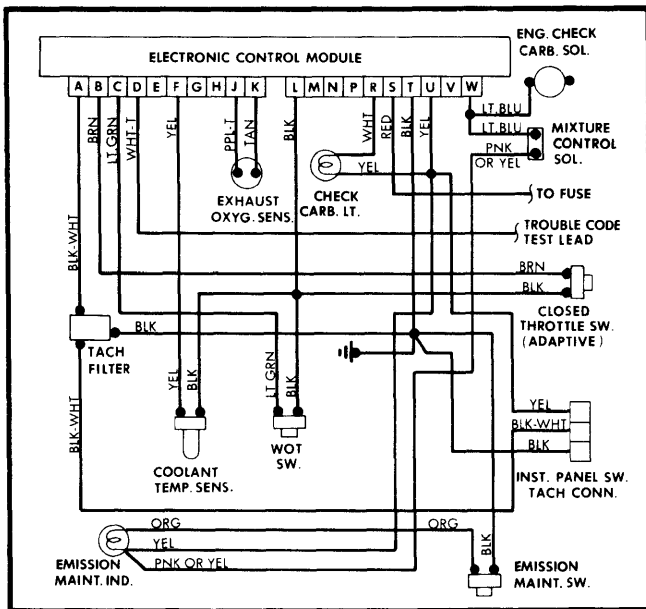 ENG. CHECK
CARB. SOL.
ELECTRONIC CONTROL MODULE
A B C D E F G H J K L M N P R S T U V W
BLK-WHT
BRN
LT.GRN
WHT-T
YEL
PPL-T
TAN
BLK
WHT
RED
BLK
YEL
LT.BLU
LT.BLU
PNK
OR YEL
MIXTURE
CONTROL
SOL.
YEL
EXHAUST
OXYG. SENS.
CHECK
CARB. LT.
TO FUSE
TROUBLE CODE
TEST LEAD
BRN
BLK
CLOSED
THROTTLE SW.
(ADAPTIVE)
BLK
TACH
FILTER
YEL
BLK
LT GRN
BLK
BLK-WHT
COOLANT
TEMP. SENS.
WOT
SW.
YEL
BLK-WHT
BLK
INST. PANEL SW.
TACH CONN.
ORG
ORG
YEL
PNK OR YEL
BLK
EMISSION
MAINT. IND.
EMISSION
MAINT. SW.